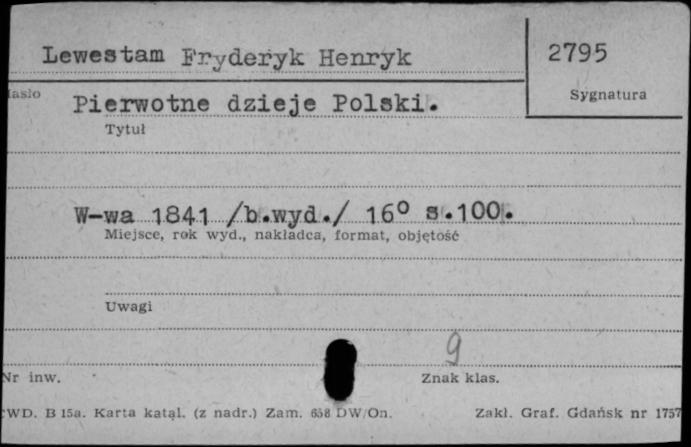 Lewestam Fryderyk Henryk
2795
Sygnatura
Pierwotne dzieje Polski.
Tytuł
W-wa 1841 /b.wyd./ 16° s.100.
Miejsce, rok wyd., nakładca, format, objętość
Uwagi
9
Nr inw.
Znak klas.
WD. B 15a. Karta katal. (z nadr.) Zam. 658 DW/On.
Zakł. Graf. Gdańsk nr 1757